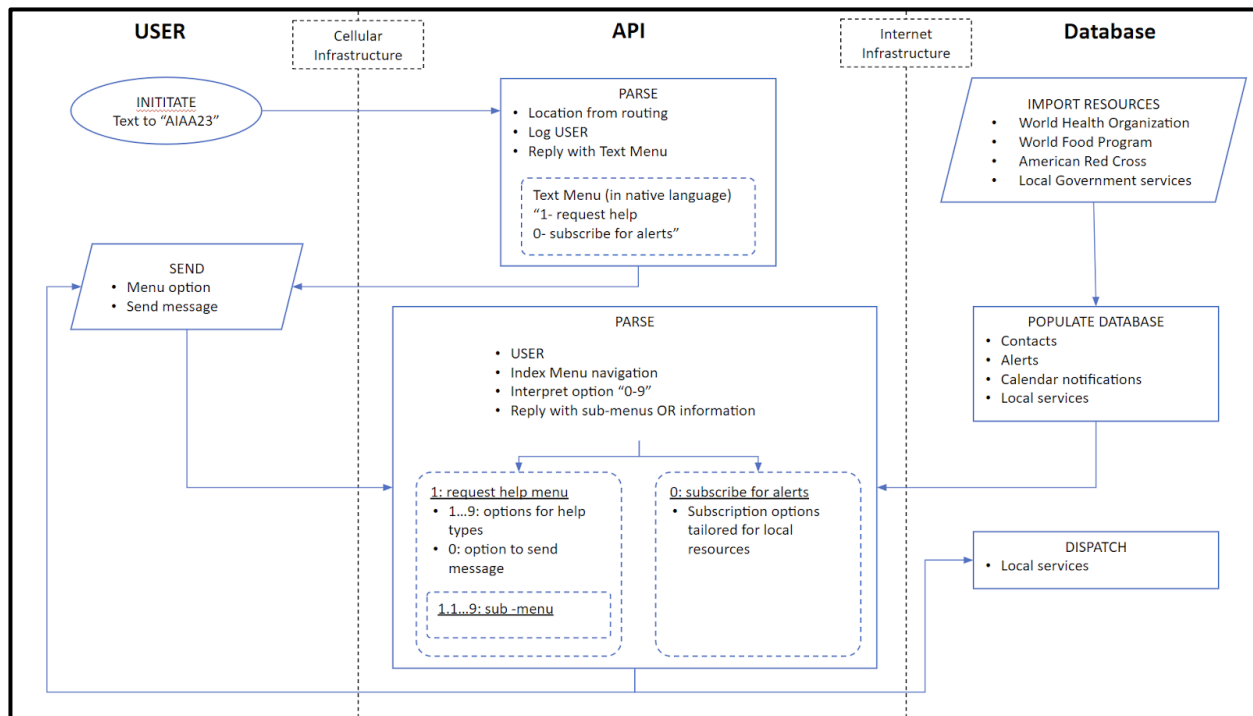 USER
Cellular
Infrastructure
API
Internet
Infrastructure
Database
INITITATE
Text to “AIAA23”
PARSE
• Location from routing
• Log USER
• Reply with Text Menu
Text Menu (in native language)
“1- request help
0- subscribe for alerts”
IMPORT RESOURCES
• World Health Organization
• World Food Program
• American Red Cross
• Local Government services
SEND
• Menu option
• Send message
PARSE
• USER
• Index Menu navigation
• Interpret option “0-9”
• Reply with sub-menus OR information
POPULATE DATABASE
• Contacts
• Alerts
• Calendar notifications
• Local services
1: request help menu
• 1...9: options for help
types
• 0: option to send
message
1.1...9: sub -menu
0: subscribe for alerts
• Subscription options
tailored for local
resources
DISPATCH
• Local services